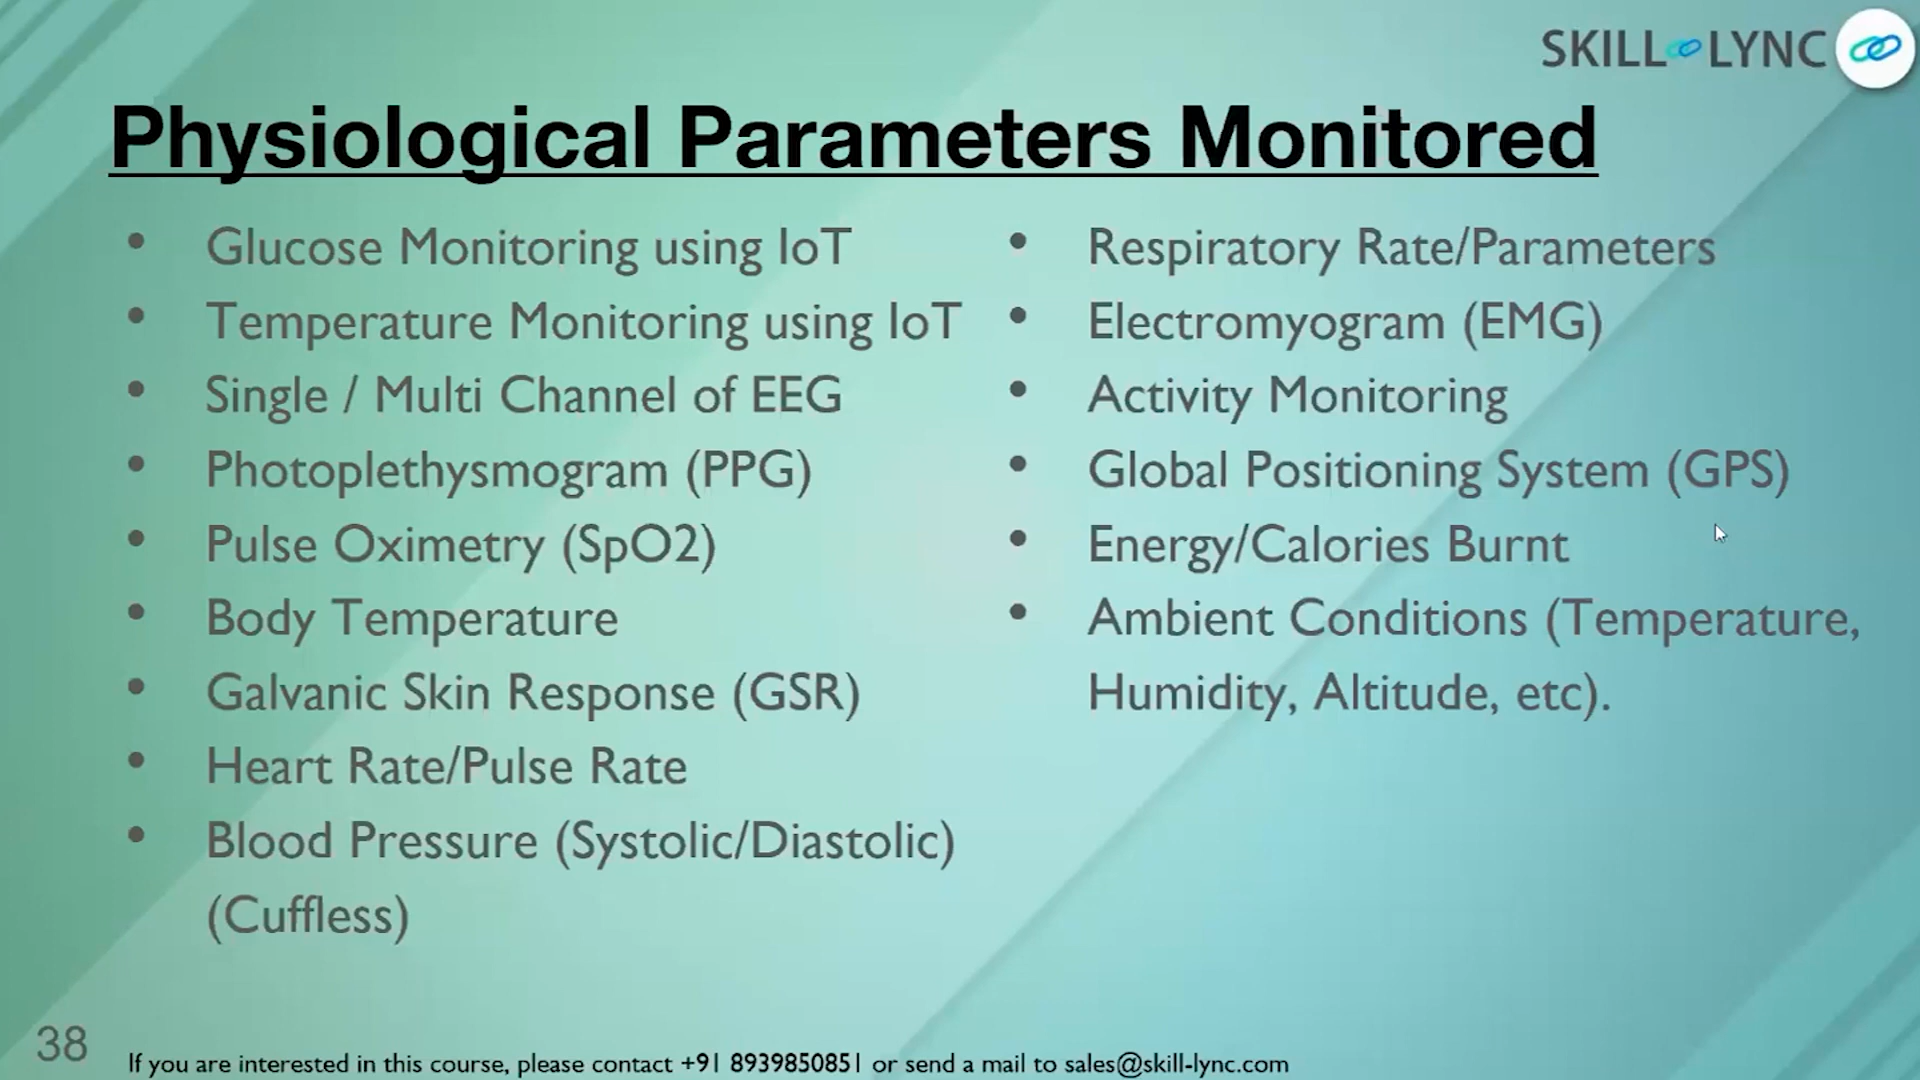 SKILL LYNC
Physiological Parameters Monitored
• Glucose Monitoring using IoT
• Temperature Monitoring using IoT
• Single / Multi Channel of EEG
• Photoplethysmogram (PPG)
• Pulse Oximetry (SpO2)
• Body Temperature
• Galvanic Skin Response (GSR)
• Heart Rate/Pulse Rate
• Blood Pressure (Systolic/Diastolic)
(Cuffless)
• Respiratory Rate/Parameters
• Electromyogram (EMG)
• Activity Monitoring
• Global Positioning System (GPS)
• Energy/Calories Burnt
• Ambient Conditions (Temperature,
Humidity, Altitude, etc).
38
If you are interested in this course, please contact +91 8939850851 or send a mail to sales@skill-lync.com